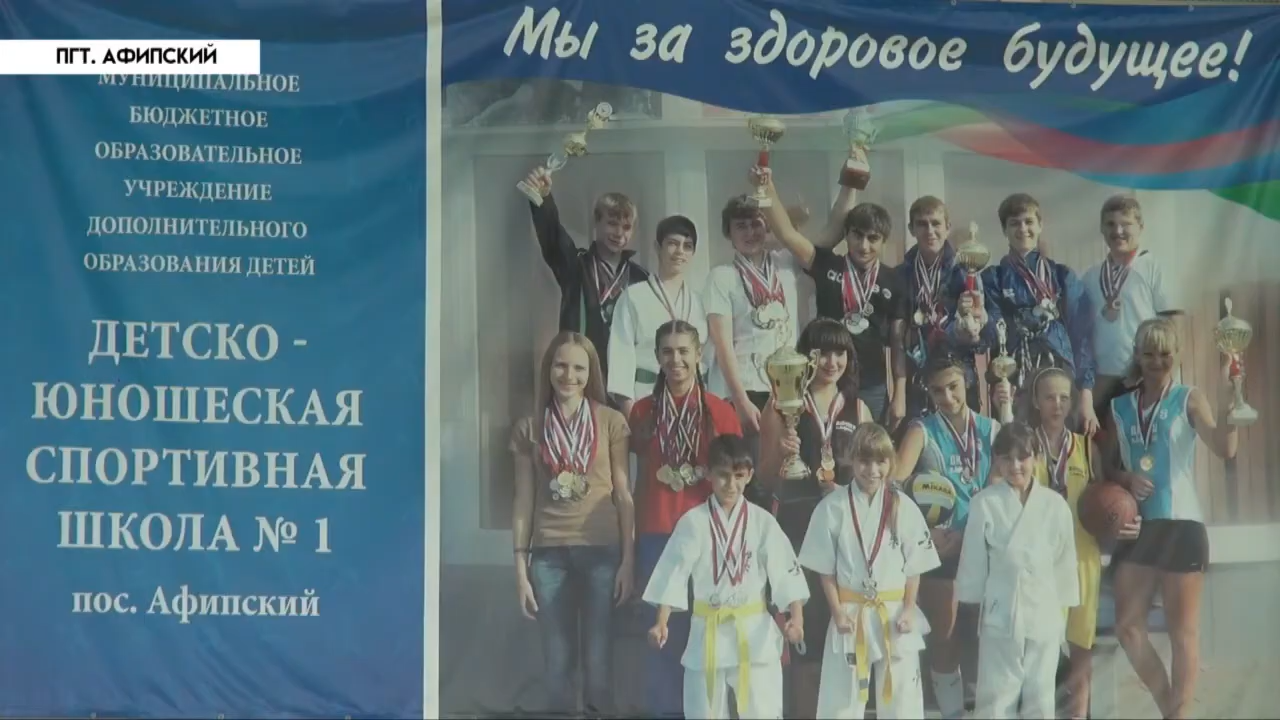 ПГТ. АФИПСКИЙ
МУНИЦИПАЛЬНОЕ
БЮДЖЕТНОЕ
ОБРАЗОВАТЕЛЬНОЕ
УЧРЕЖДЕНИЕ
ДОПОЛНИТЕЛЬНОГО
ОБРАЗОВАНИЯ ДЕТЕЙ
ДЕТСКО -
ЮНОШЕСКАЯ
СПОРТИВНАЯ
ШКОЛА № 1
пос. Афипский
Мы за здоровое будущее!
MIKASA